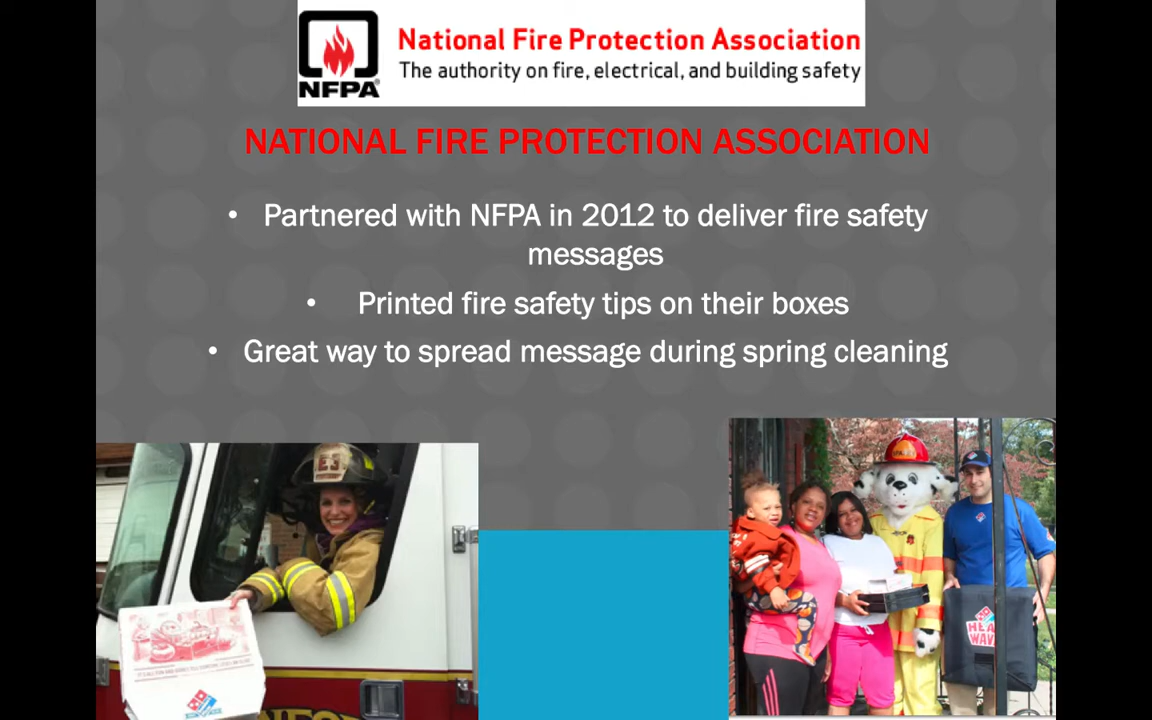 National Fire Protection Association
The authority on fire, electrical, and building safety
NFPA
NATIONAL FIRE PROTECTION ASSOCIATION
• Partnered with NFPA in 2012 to deliver fire safety
messages
• Printed fire safety tips on their boxes
• Great way to spread message during spring cleaning
HEAT
WAVE